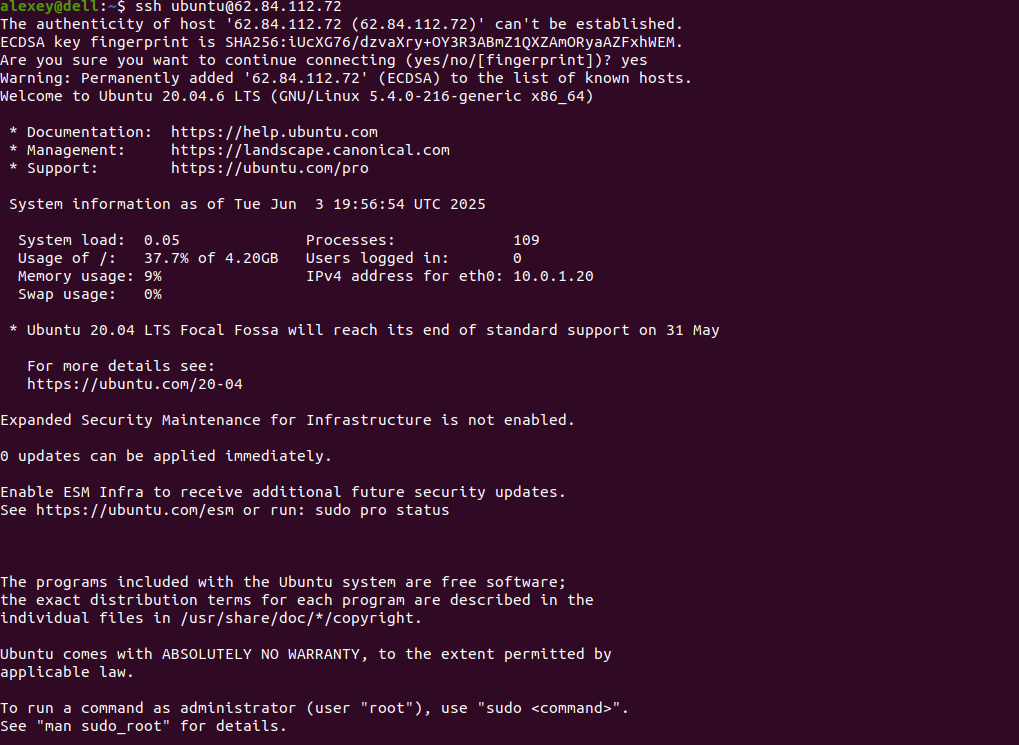 alexey@dell:~$ ssh ubuntu@62.84.112.72
The authenticity of host '62.84.112.72 (62.84.112.72)' can't be established.
ECDSA key fingerprint is SHA256:iUcXG76/dzvaXry+OY3R3ABmZ1QXZAmORyaAZFxhWEM.
Are you sure you want to continue connecting (yes/no/[fingerprint])? yes
Warning: Permanently added '62.84.112.72' (ECDSA) to the list of known hosts.
Welcome to Ubuntu 20.04.6 LTS (GNU/Linux 5.4.0-216-generic x86_64)

 * Documentation:  https://help.ubuntu.com
 * Management:     https://landscape.canonical.com
 * Support:        https://ubuntu.com/pro

 System information as of Tue Jun  3 19:56:54 UTC 2025

  System load:  0.05              Processes:             109
  Usage of /:   37.7% of 4.20GB   Users logged in:       0
  Memory usage: 9%                IPv4 address for eth0: 10.0.1.20
  Swap usage:   0%

 * Ubuntu 20.04 LTS Focal Fossa will reach its end of standard support on 31 May

   For more details see:
   https://ubuntu.com/20-04

Expanded Security Maintenance for Infrastructure is not enabled.

0 updates can be applied immediately.

Enable ESM Infra to receive additional future security updates.
See https://ubuntu.com/esm or run: sudo pro status

The programs included with the Ubuntu system are free software;
the exact distribution terms for each program are described in the
individual files in /usr/share/doc/*/copyright.

Ubuntu comes with ABSOLUTELY NO WARRANTY, to the extent permitted by
applicable law.

To run a command as administrator (user "root"), use "sudo <command>".
See "man sudo_root" for details.